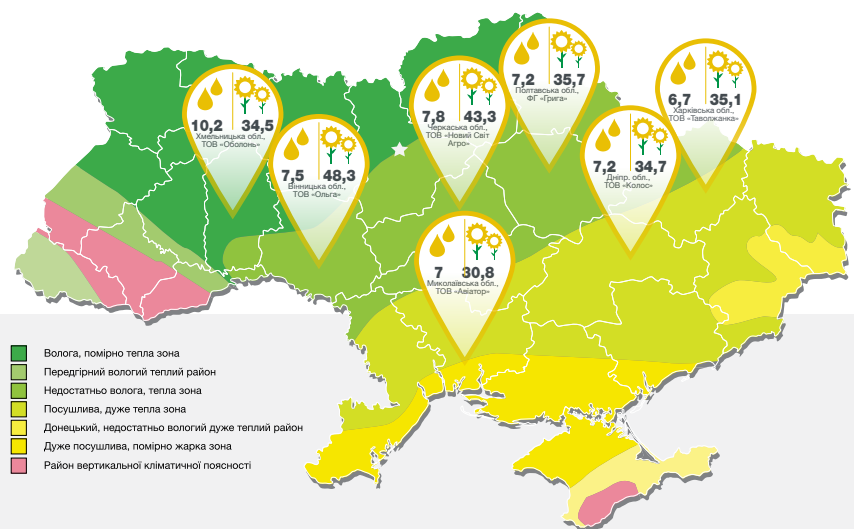 7,2 35,7
Полтавська обл.,
ФГ «Грига»
6,7 35,1
Харківська обл.,
ТОВ «Таволжанка»
7,8 43,3
Черкаська обл.,
ТОВ «Новий Світ
Агро»
10,2 34,5
Хмельницька обл.,
ТОВ «Оболонь»
7,5 48,3
Вінницька обл.,
ТОВ «Ольга»
7,2 34,7
Дніпр. обл.,
ТОВ «Колос»
7 30,8
Миколаївська обл.,
ТОВ «Авіатор»
Волога, помірно тепла зона
Передгірний вологий теплий район
Недостатньо волога, тепла зона
Посушлива, дуже тепла зона
Донецький, недостатньо вологий дуже теплий район
Дуже посушлива, помірно жарка зона
Район вертикальної кліматичної поясності